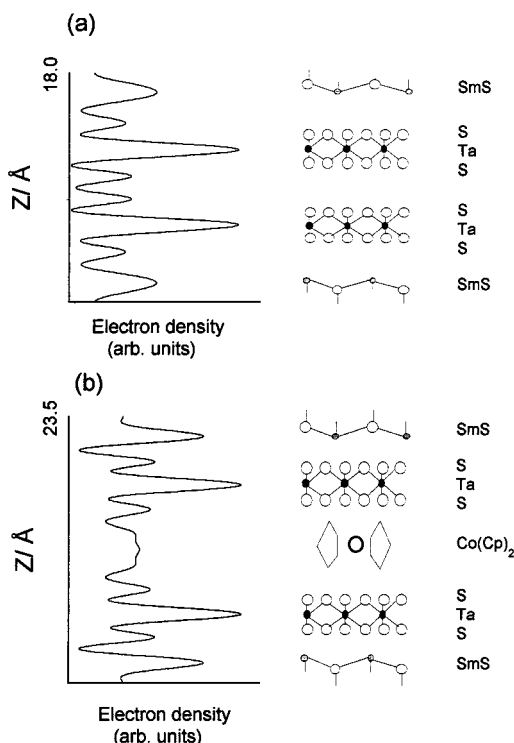 (a)
18.0
Z/ Å
SmS
S
Ta
S
S
Ta
S
SmS
Electron density
(arb. units)
(b)
23.5
Z/ Å
SmS
S
Ta
S
Co(Cp)2
S
Ta
S
SmS
Electron density
(arb. units)